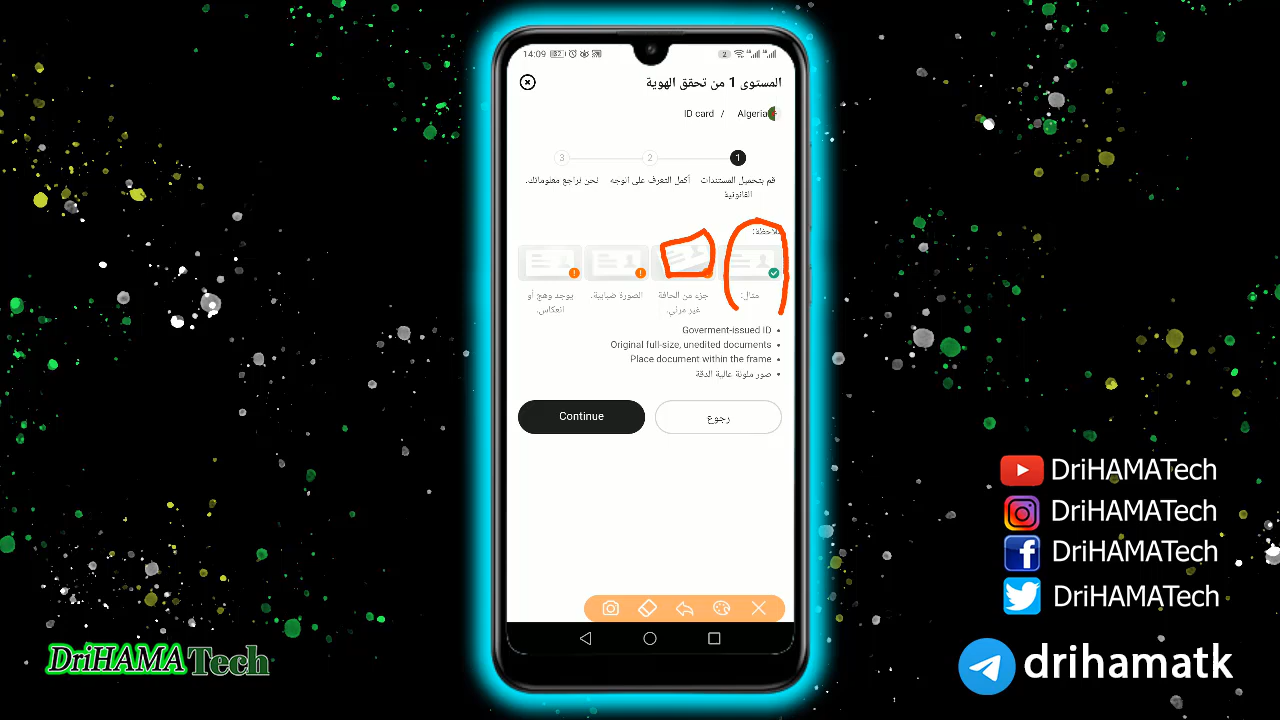 14:09
المستوى 1 من تحقق الهوية
Algeria / ID card
1 2 3
قم بتحميل المستندات القانونية
أكمل التعرف على الوجه
نحن نراجع معلوماتك.
ملاحظة:
مثال:
جزء من الحافة غير مرئي.
الصورة ضبابية.
يوجد وهج أو انعكاس.
• Goverment-issued ID
• Original full-size, unedited documents
• Place document within the frame
• صور ملونة عالية الدقة
رجوع
Continue
DriHAMATech
DriHAMATech
DriHAMATech
DriHAMATech
drihamatk
DriHAMA Tech